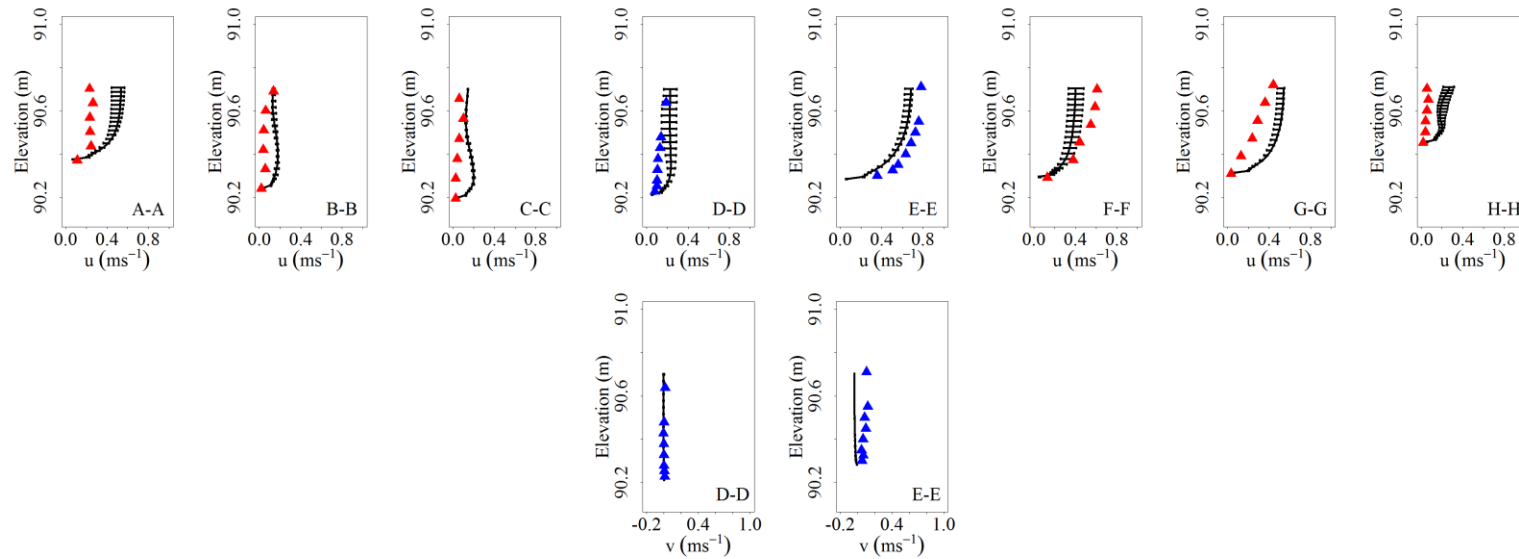 Elevation (m)
90.2 90.6 91.0
A-A
0.0 0.4 0.8
u (ms⁻¹)
Elevation (m)
90.2 90.6 91.0
B-B
0.0 0.4 0.8
u (ms⁻¹)
Elevation (m)
90.2 90.6 91.0
C-C
0.0 0.4 0.8
u (ms⁻¹)
Elevation (m)
90.2 90.6 91.0
D-D
0.0 0.4 0.8
u (ms⁻¹)
Elevation (m)
90.2 90.6 91.0
E-E
0.0 0.4 0.8
u (ms⁻¹)
Elevation (m)
90.2 90.6 91.0
F-F
0.0 0.4 0.8
u (ms⁻¹)
Elevation (m)
90.2 90.6 91.0
G-G
0.0 0.4 0.8
u (ms⁻¹)
Elevation (m)
90.2 90.6 91.0
H-H
0.0 0.4 0.8
u (ms⁻¹)
Elevation (m)
90.2 90.6 91.0
D-D
-0.2 0.4 1.0
v (ms⁻¹)
Elevation (m)
90.2 90.6 91.0
E-E
-0.2 0.4 1.0
v (ms⁻¹)